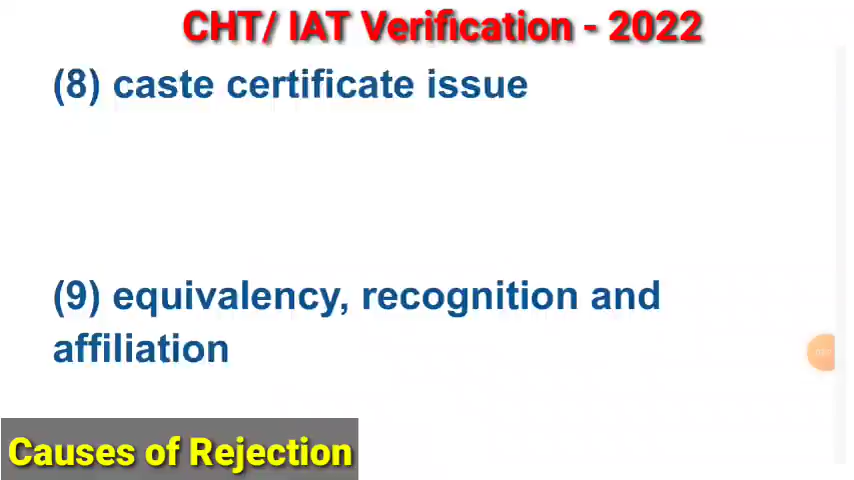 CHT/ IAT Verification - 2022
(8) caste certificate issue
(9) equivalency, recognition and
affiliation
Causes of Rejection